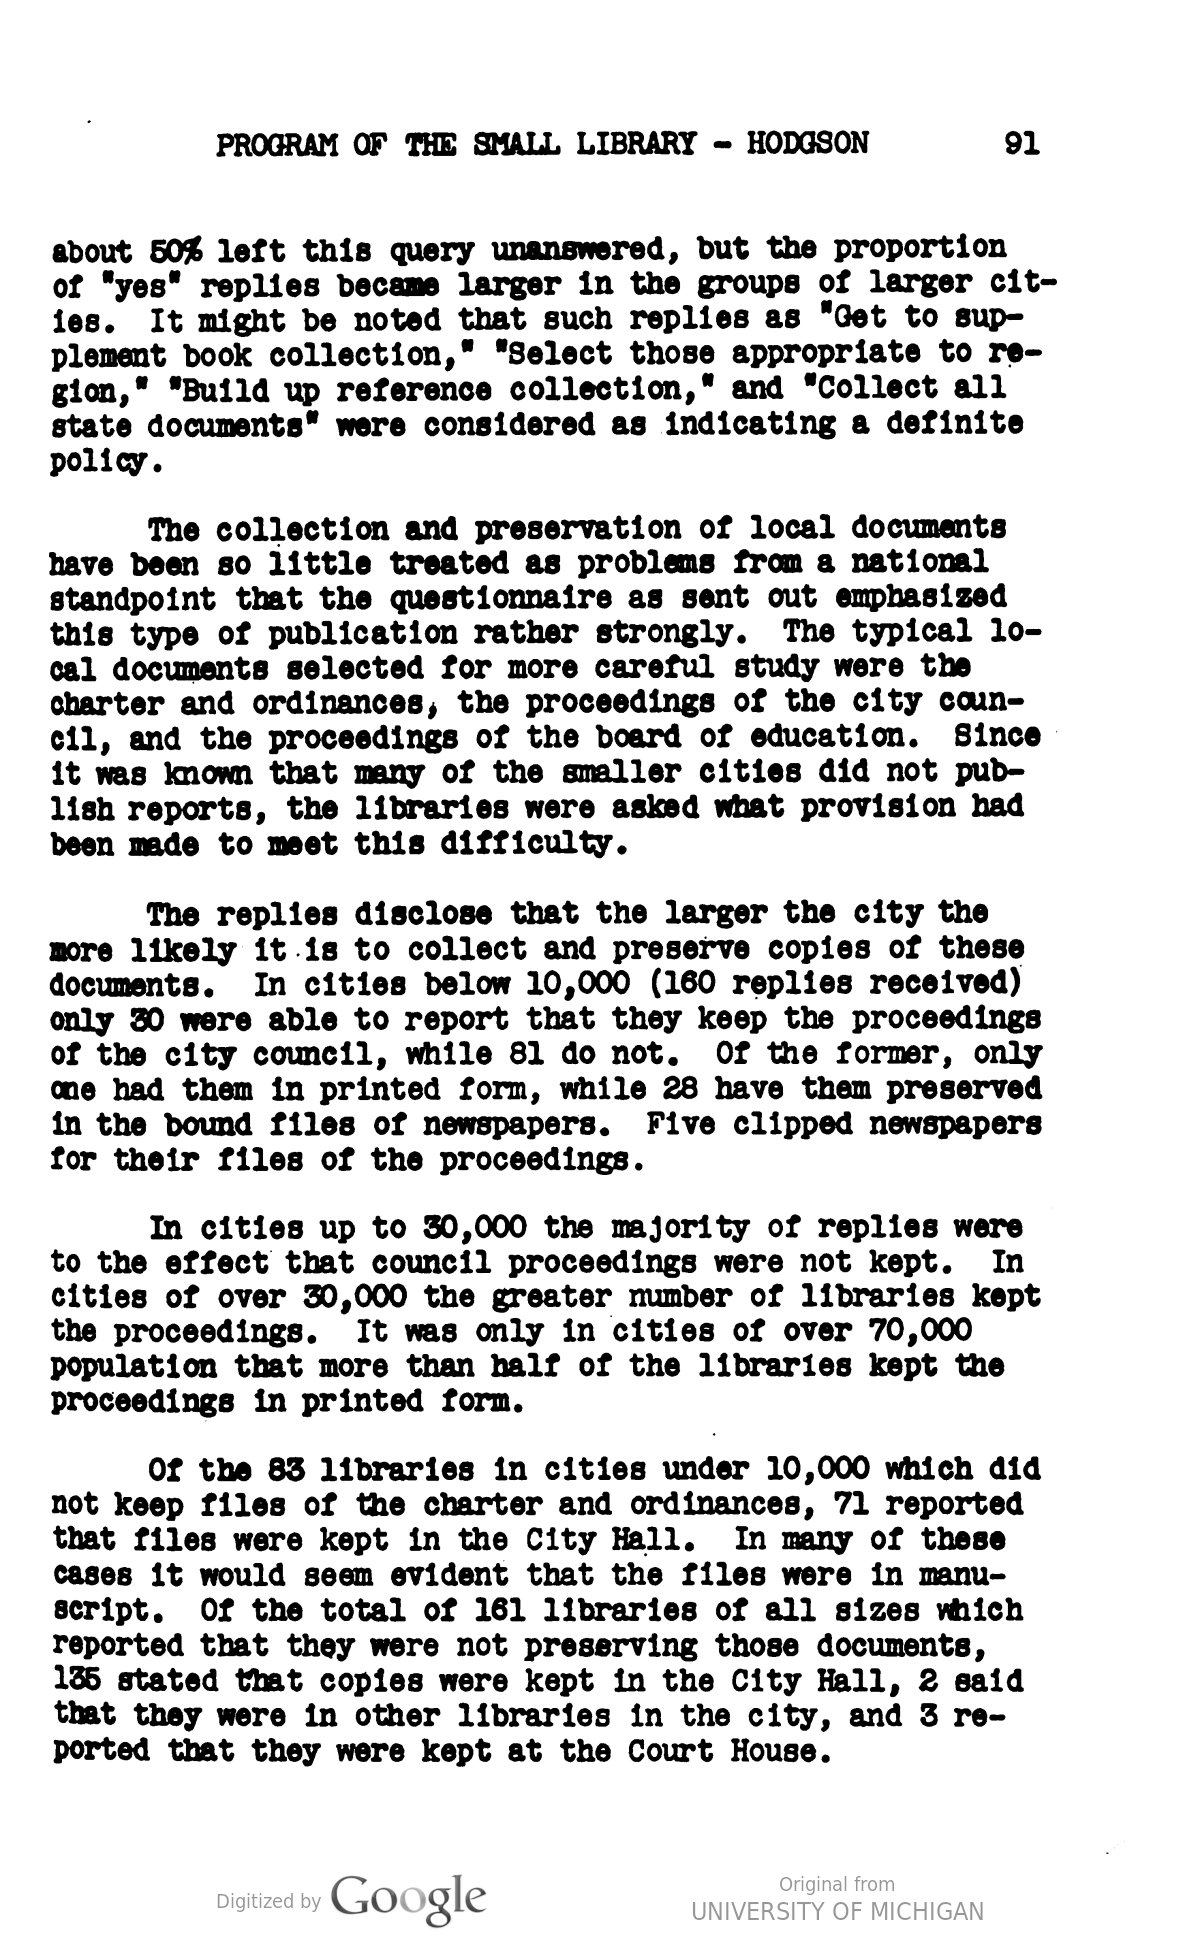 PROGRAM OF THE SMALL LIBRARY - HODGSON 91
about 50% left this query unanswered, but the proportion
of "yes" replies became larger in the groups of larger cit-
ies. It might be noted that such replies as "Get to sup-
plement book collection," "Select those appropriate to re-
gion," "Build up reference collection," and "Collect all
state documents" were considered as indicating a definite
policy.
The collection and preservation of local documents
have been so little treated as problems from a national
standpoint that the questionnaire as sent out emphasized
this type of publication rather strongly. The typical lo-
cal documents selected for more careful study were the
charter and ordinances, the proceedings of the city coun-
cil, and the proceedings of the board of education. Since
it was known that many of the smaller cities did not pub-
lish reports, the libraries were asked what provision had
been made to meet this difficulty.
The replies disclose that the larger the city the
more likely it is to collect and preserve copies of these
documents. In cities below 10,000 (160 replies received)
only 30 were able to report that they keep the proceedings
of the city council, while 81 do not. Of the former, only
one had them in printed form, while 28 have them preserved
in the bound files of newspapers. Five clipped newspapers
for their files of the proceedings.
In cities up to 30,000 the majority of replies were
to the effect that council proceedings were not kept. In
cities of over 30,000 the greater number of libraries kept
the proceedings. It was only in cities of over 70,000
population that more than half of the libraries kept the
proceedings in printed form.
Of the 83 libraries in cities under 10,000 which did
not keep files of the charter and ordinances, 71 reported
that files were kept in the City Hall. In many of these
cases it would seem evident that the files were in manu-
script. Of the total of 161 libraries of all sizes which
reported that they were not preserving those documents,
135 stated that copies were kept in the City Hall, 2 said
that they were in other libraries in the city, and 3 re-
ported that they were kept at the Court House.
Digitized by Google
Original from
UNIVERSITY OF MICHIGAN